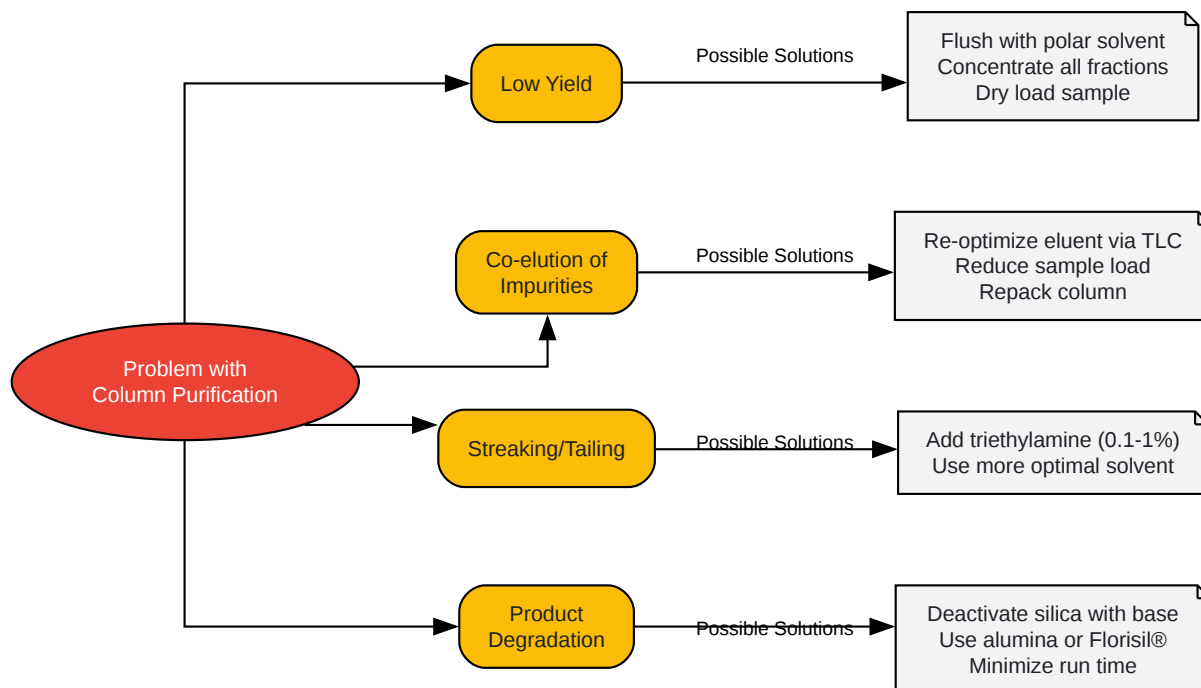 Problem with
Column Purification
Low Yield
Possible Solutions
Flush with polar solvent
Concentrate all fractions
Dry load sample
Co-elution of
Impurities
Possible Solutions
Re-optimize eluent via TLC
Reduce sample load
Repack column
Streaking/Tailing
Possible Solutions
Add triethylamine (0.1-1%)
Use more optimal solvent
Product
Degradation
Possible Solutions
Deactivate silica with base
Use alumina or Florisil®
Minimize run time